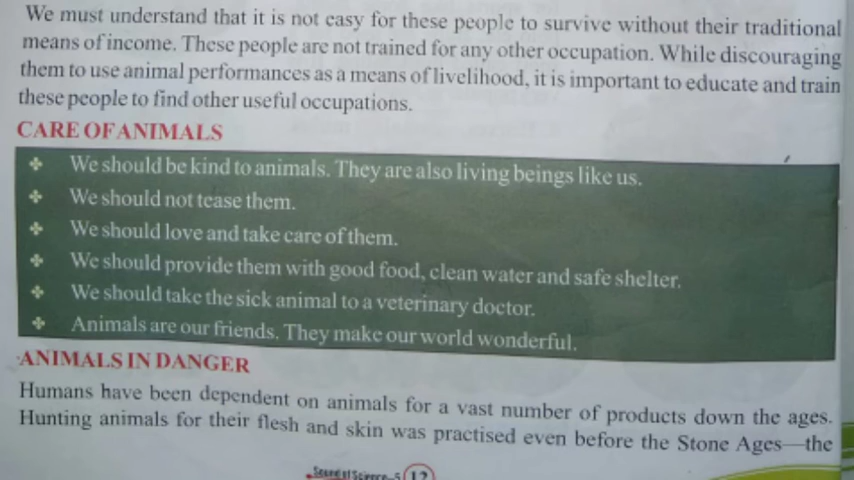 We must understand that it is not easy for these people to survive without their traditional
means of income. These people are not trained for any other occupation. While discouraging
them to use animal performances as a means of livelihood, it is important to educate and train
these people to find other useful occupations.
CARE OF ANIMALS
We should be kind to animals. They are also living beings like us.
We should not tease them.
We should love and take care of them.
We should provide them with good food, clean water and safe shelter.
We should take the sick animal to a veterinary doctor.
Animals are our friends. They make our world wonderful.
ANIMALS IN DANGER
Humans have been dependent on animals for a vast number of products down the ages.
Hunting animals for their flesh and skin was practised even before the Stone Ages—the
Sound of Science-5 12